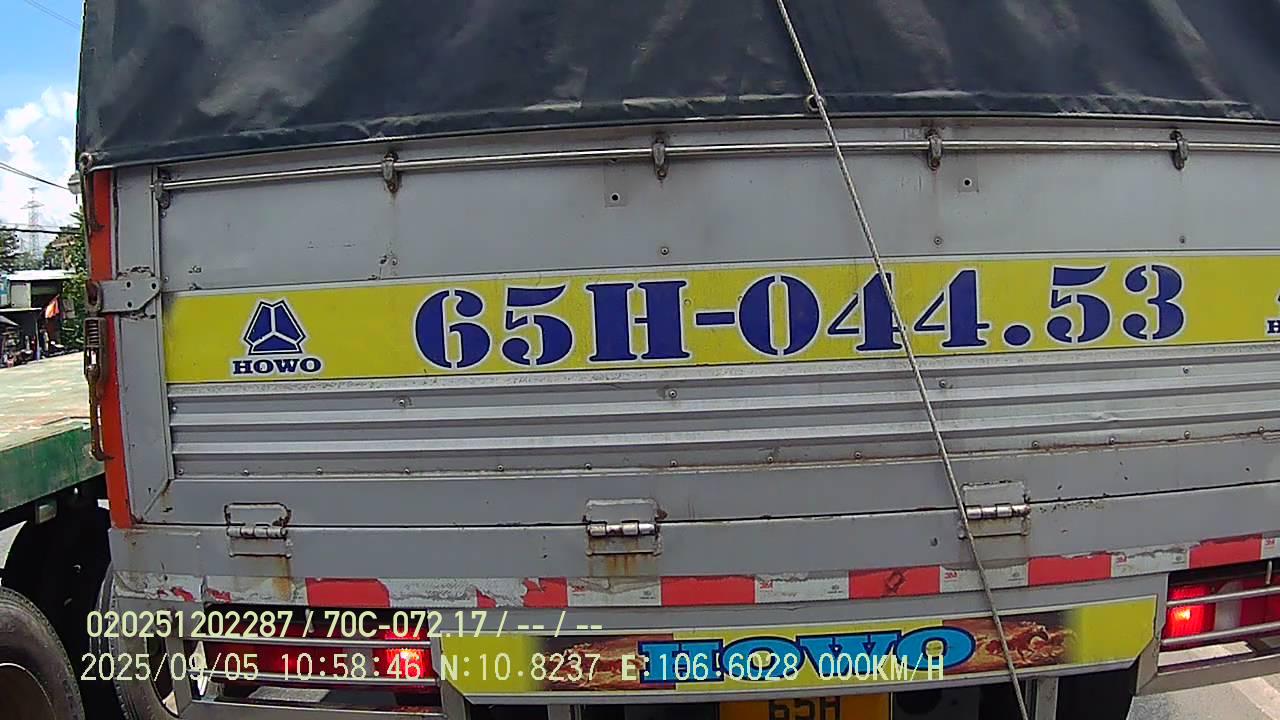 65H-044.53
HOWO
020251202287 / 70C-072.17 / -- / --
HOWO
2025/09/05 10:58:46 N:10.8237 E:106.6028 000KM/H
65H